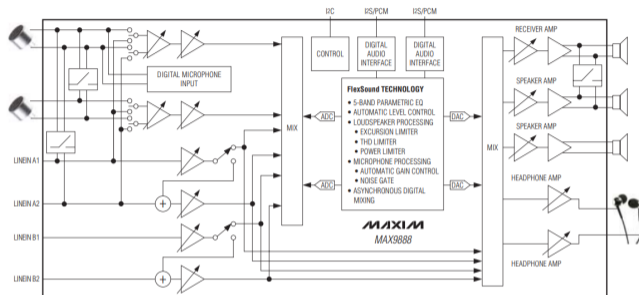 I2C
I2S/PCM
I2S/PCM
CONTROL
DIGITAL
AUDIO
INTERFACE
DIGITAL
AUDIO
INTERFACE
RECEIVER AMP
DIGITAL MICROPHONE
INPUT
FlexSound TECHNOLOGY
• 5-BAND PARAMETRIC EQ
• AUTOMATIC LEVEL CONTROL
• LOUDSPEAKER PROCESSING
• EXCURSION LIMITER
• THD LIMITER
• POWER LIMITER
• MICROPHONE PROCESSING
• AUTOMATIC GAIN CONTROL
• NOISE GATE
• ASYNCHRONOUS DIGITAL
MIXING
SPEAKER AMP
ADC
DAC
MIX
MIX
SPEAKER AMP
LINEIN A1
ADC
DAC
HEADPHONE AMP
LINEIN A2
+
MAXIM
MAX9888
LINEIN B1
HEADPHONE AMP
LINEIN B2
+